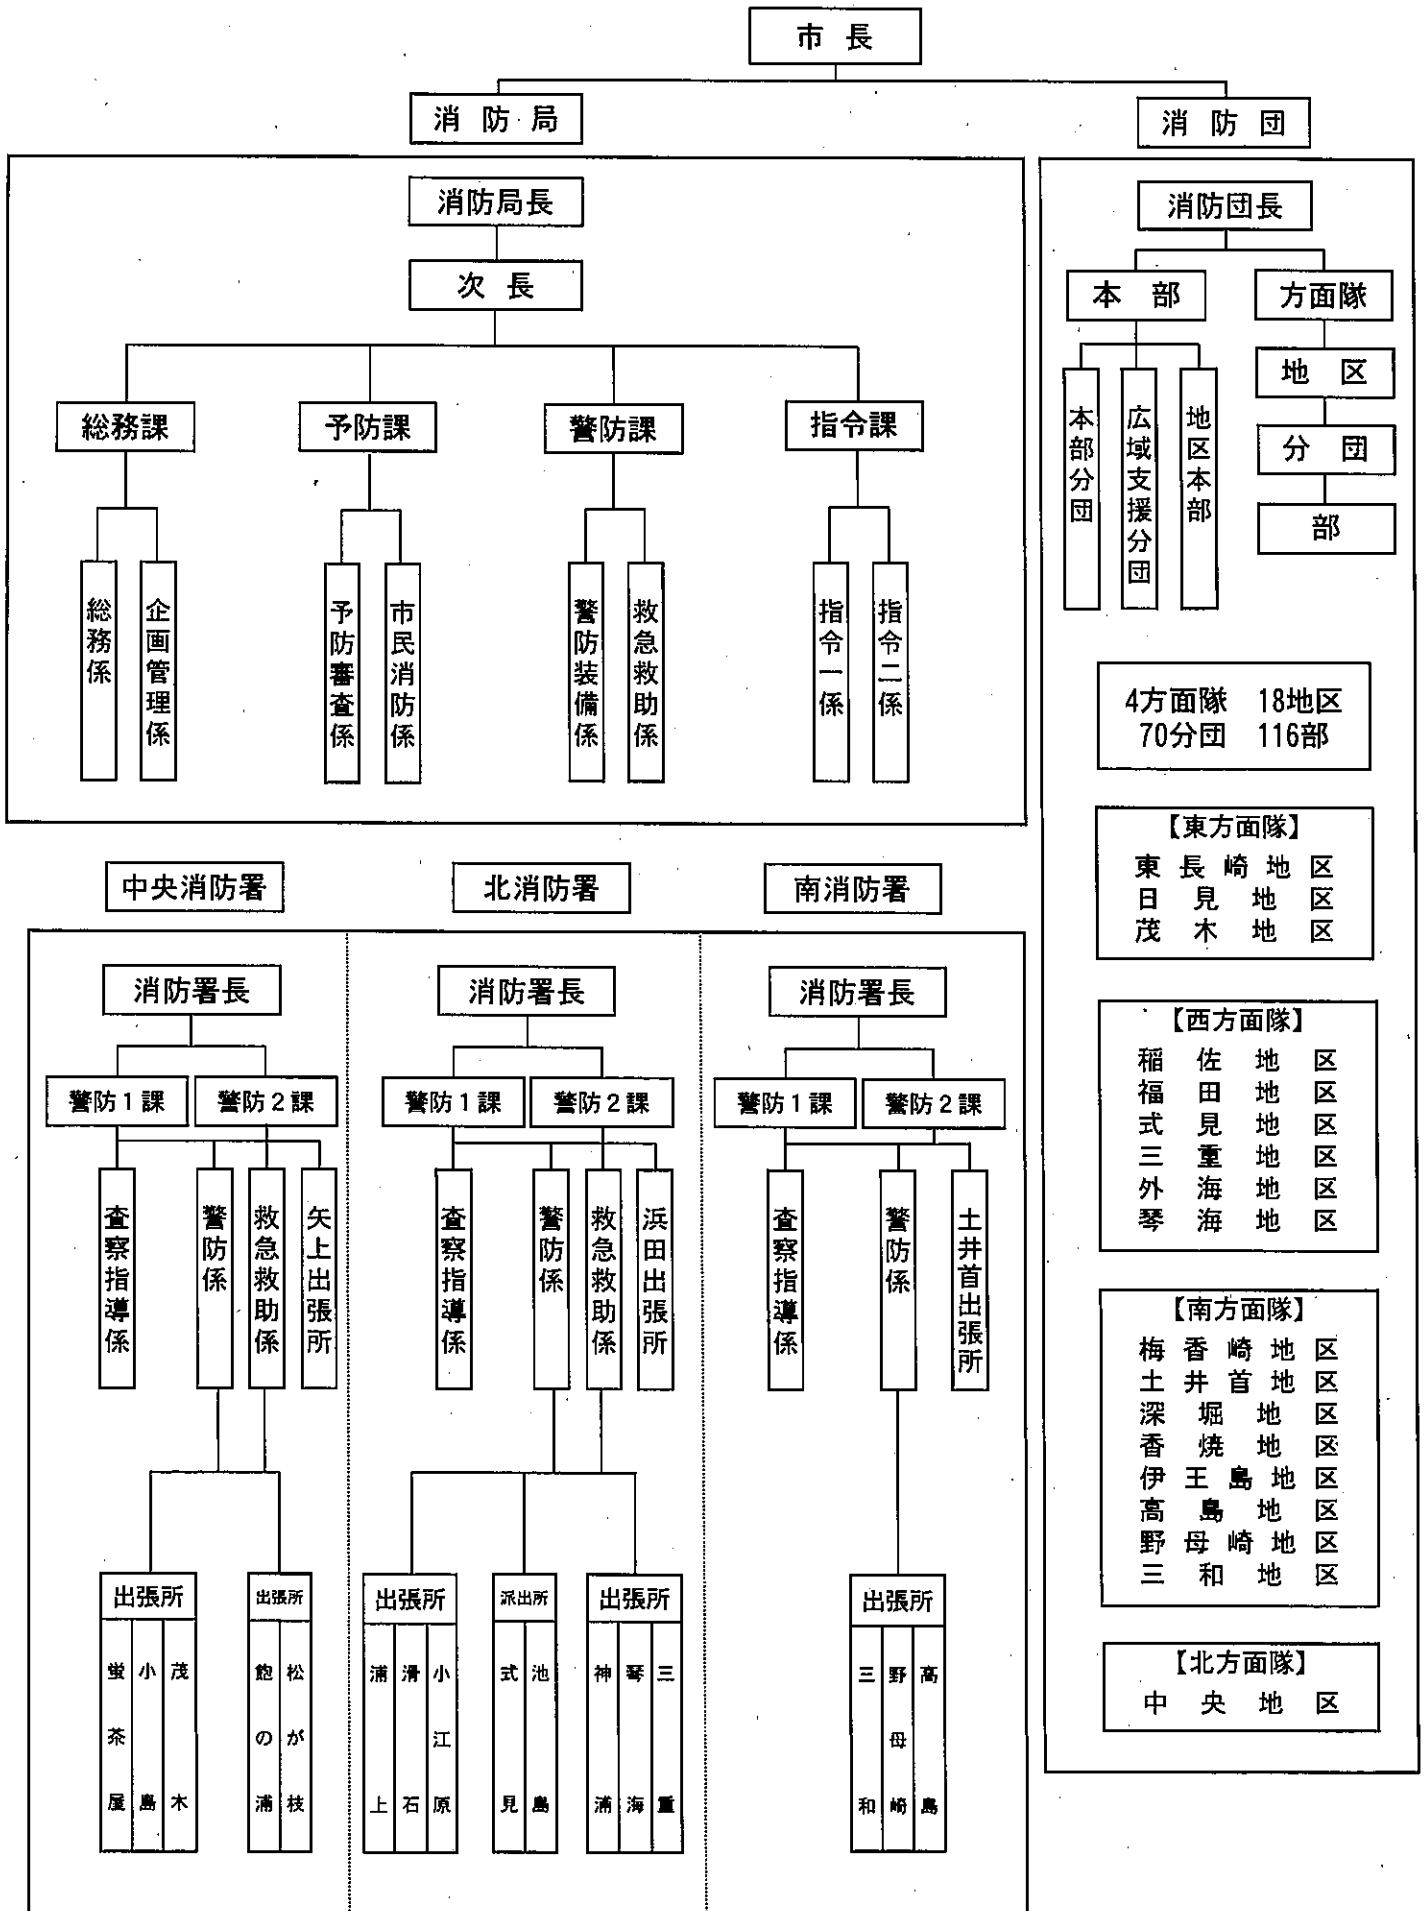 市長
消防局
消防団
消防局長
次長
総務課
予防課
警防課
指令課
総務係
企画管理係
予防審査係
市民消防係
警防装備係
救急救助係
指令一係
指令二係
消防団長
本部
方面隊
本部分団
広域支援分団
地区本部
地区
分団
部
4方面隊 18地区
70分団 116部
【東方面隊】
東長崎地区
日見地区
茂木地区
【西方面隊】
稲佐地区
福田地区
式見地区
三重地区
外海地区
琴海地区
【南方面隊】
梅香崎地区
土井首地区
深堀地区
香焼地区
伊王島地区
高島地区
野母崎地区
三和地区
【北方面隊】
中央地区
中央消防署
北消防署
南消防署
消防署長
警防1課
警防2課
査察指導係
警防係
救急救助係
矢上出張所
出張所
蛍茶屋
小島
茂木
出張所
飽の浦
松が枝
消防署長
警防1課
警防2課
査察指導係
警防係
救急救助係
浜田出張所
出張所
浦上
滑石
小江原
派出所
式見
池島
出張所
神浦
琴海
三重
消防署長
警防1課
警防2課
査察指導係
警防係
土井首出張所
出張所
三和
野母崎
高島